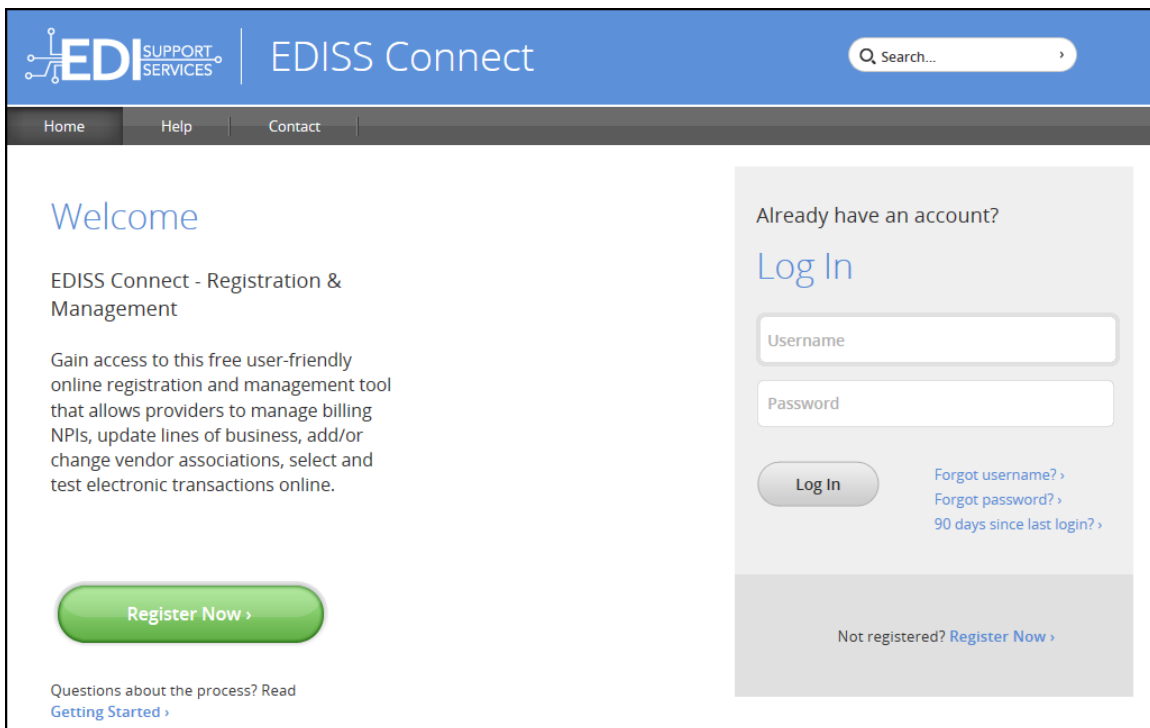 EDI SUPPORT SERVICES
EDISS Connect
Search... ›
Home
Help
Contact
Welcome
EDISS Connect - Registration &
Management
Gain access to this free user-friendly
online registration and management tool
that allows providers to manage billing
NPIs, update lines of business, add/or
change vendor associations, select and
test electronic transactions online.
Register Now ›
Questions about the process? Read
Getting Started ›
Already have an account?
Log In
Username
Password
Log In
Forgot username? ›
Forgot password? ›
90 days since last login? ›
Not registered? Register Now ›